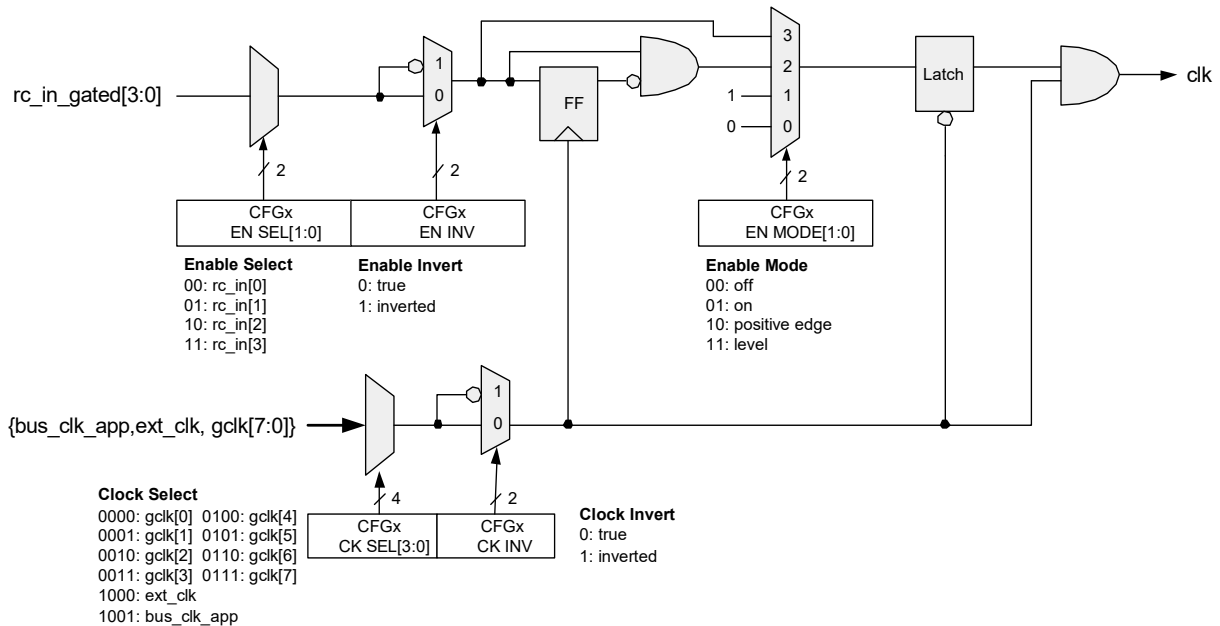 3
1
2
rc_in_gated[3:0]
0
FF
1
1
Latch
clk
0
0
2
2
2
CFGx
EN SEL[1:0]
CFGx
EN INV
CFGx
EN MODE[1:0]
Enable Select
00: rc_in[0]
01: rc_in[1]
10: rc_in[2]
11: rc_in[3]
Enable Invert
0: true
1: inverted
Enable Mode
00: off
01: on
10: positive edge
11: level
1
{bus_clk_app,ext_clk, gclk[7:0]}
0
4
2
Clock Select
0000: gclk[0] 0100: gclk[4]
0001: gclk[1] 0101: gclk[5]
0010: gclk[2] 0110: gclk[6]
0011: gclk[3] 0111: gclk[7]
1000: ext_clk
1001: bus_clk_app
CFGx
CK SEL[3:0]
CFGx
CK INV
Clock Invert
0: true
1: inverted